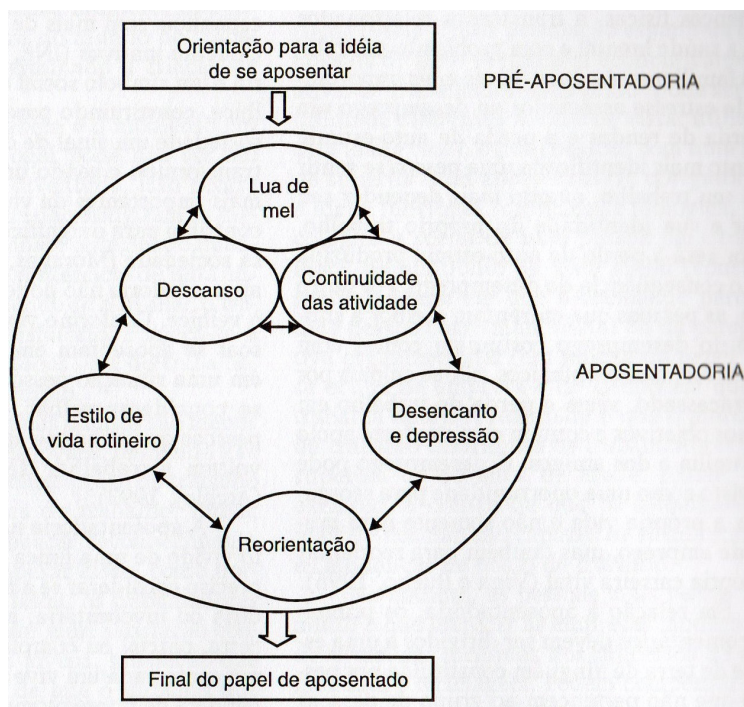 Orientação para a idéia
de se aposentar
PRÉ-APOSENTADORIA
Lua de
mel
Descanso
Continuidade
das atividade
APOSENTADORIA
Estilo de
vida rotineiro
Desencanto
e depressão
Reorientação
Final do papel de aposentado